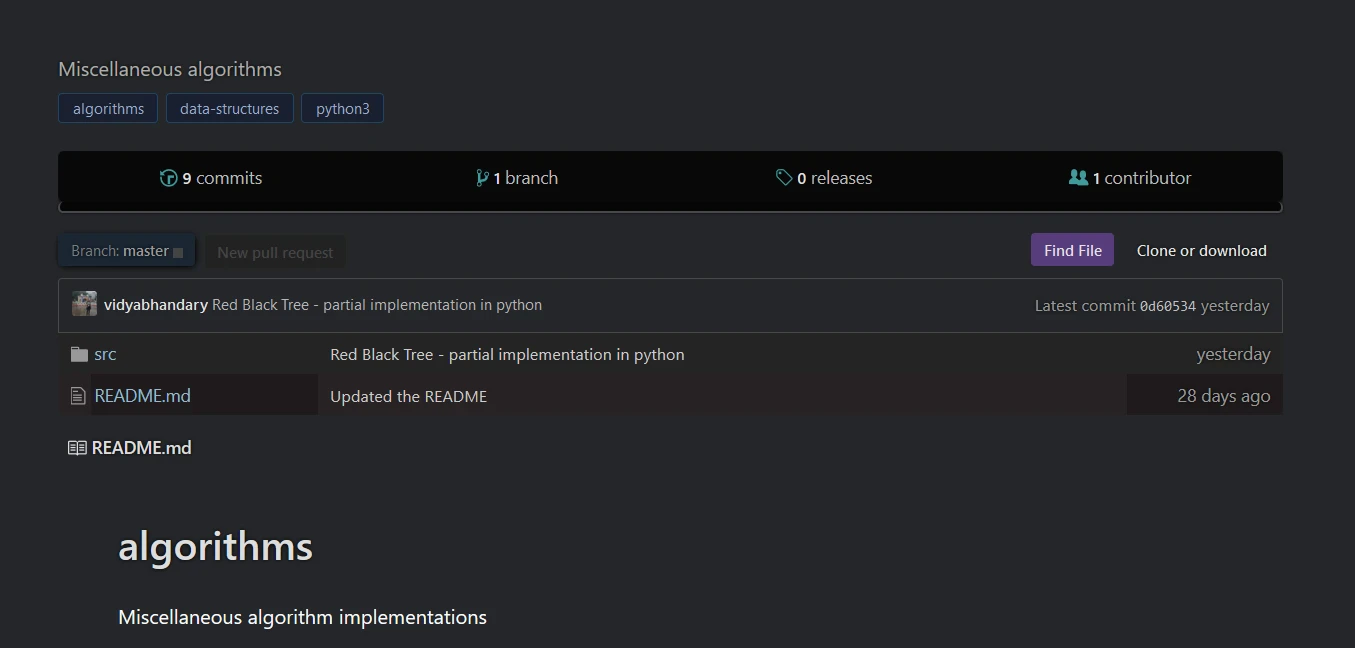 Miscellaneous algorithms
algorithms data-structures python3
9 commits 1 branch 0 releases 1 contributor
Branch: master New pull request Find File Clone or download
vidyabhandary Red Black Tree - partial implementation in python Latest commit 0d60534 yesterday
src Red Black Tree - partial implementation in python yesterday
README.md Updated the README 28 days ago
README.md
algorithms
Miscellaneous algorithm implementations